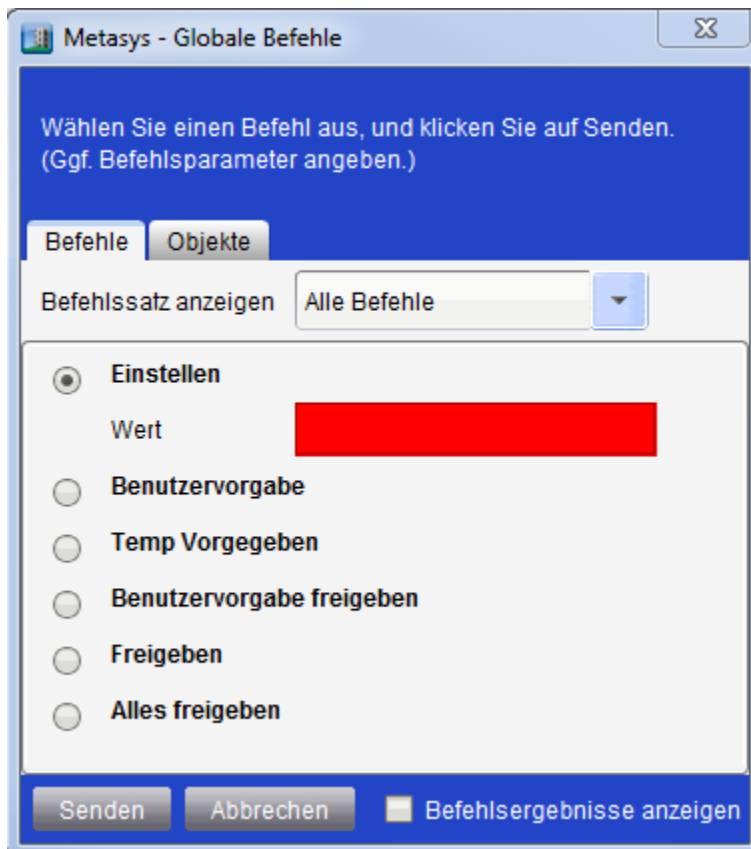 Metasys - Globale Befehle
Wählen Sie einen Befehl aus, und klicken Sie auf Senden.
(Ggf. Befehlsparameter angeben.)
Befehle Objekte
Befehlssatz anzeigen Alle Befehle
Einstellen
Wert
Benutzervorgabe
Temp Vorgegeben
Benutzervorgabe freigeben
Freigeben
Alles freigeben
Senden Abbrechen Befehlsergebnisse anzeigen